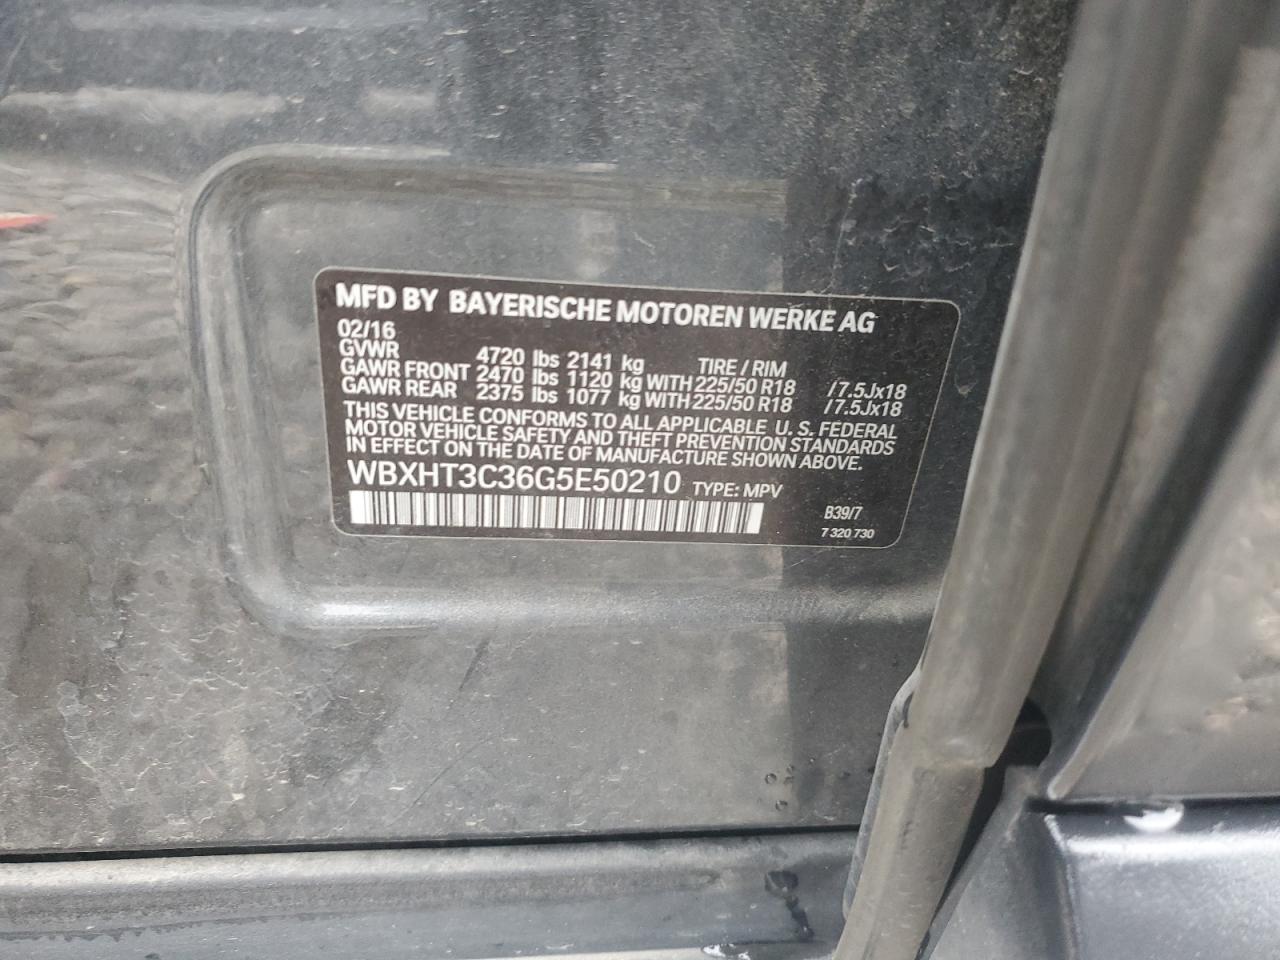 MFD BY BAYERISCHE MOTOREN WERKE AG
02/16
GVWR 4720 lbs 2141 kg TIRE / RIM
GAWR FRONT 2470 lbs 1120 kg WITH 225/50 R18 /7.5Jx18
GAWR REAR 2375 lbs 1077 kg WITH 225/50 R18 /7.5Jx18
THIS VEHICLE CONFORMS TO ALL APPLICABLE U. S. FEDERAL
MOTOR VEHICLE SAFETY AND THEFT PREVENTION STANDARDS
IN EFFECT ON THE DATE OF MANUFACTURE SHOWN ABOVE.
WBXHT3C36G5E50210 TYPE: MPV
B39/7
7 320 730